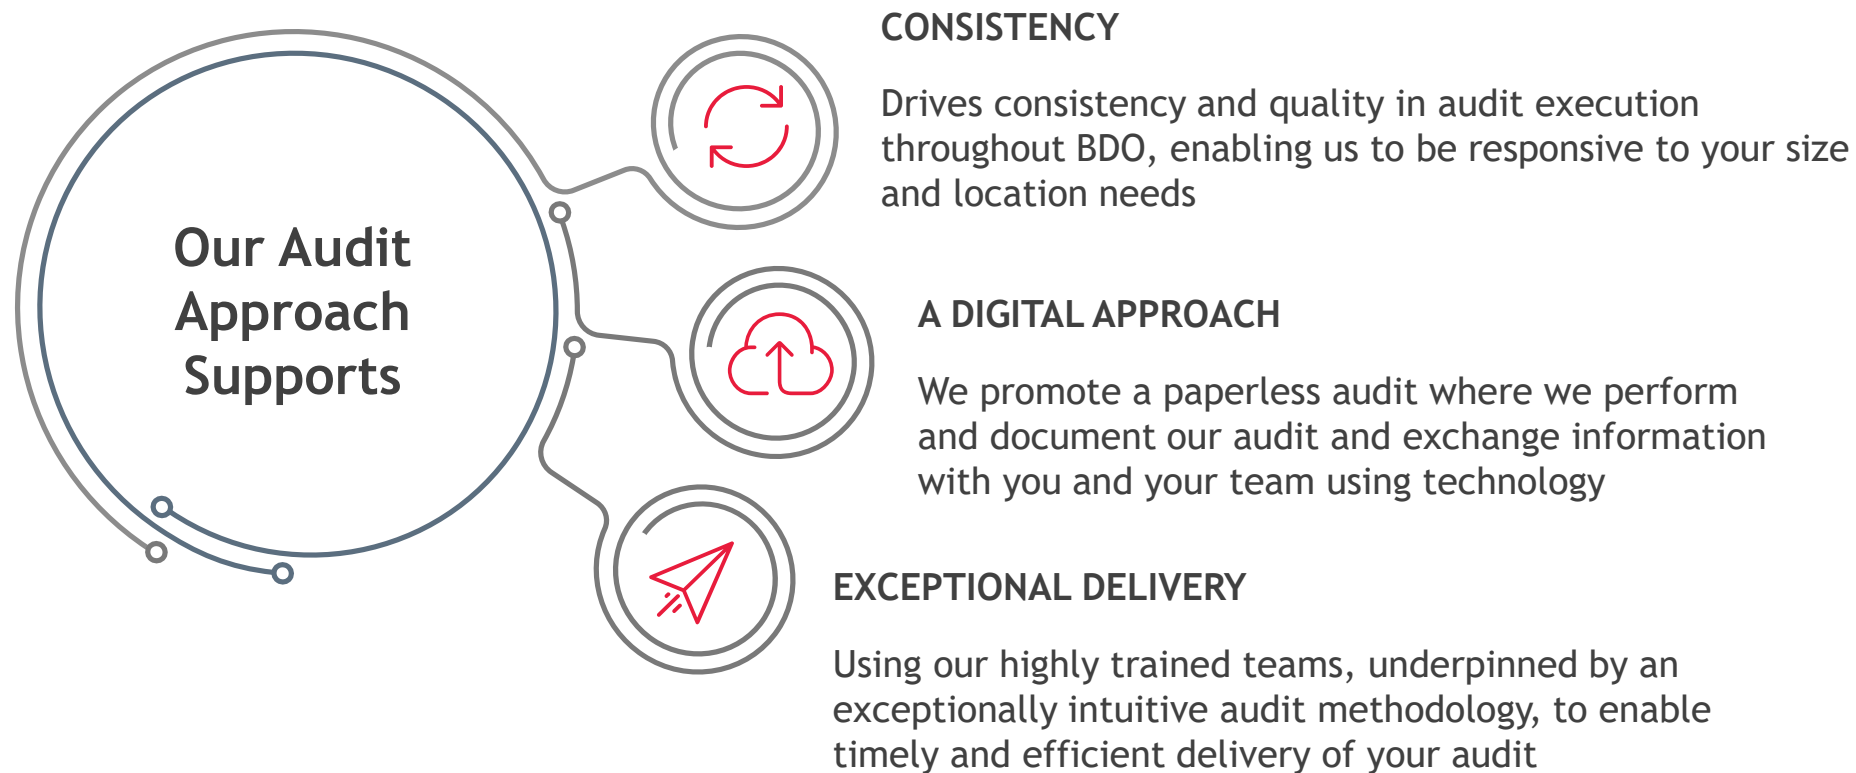 Our Audit
Approach
Supports
CONSISTENCY
Drives consistency and quality in audit execution
throughout BDO, enabling us to be responsive to your size
and location needs
A DIGITAL APPROACH
We promote a paperless audit where we perform
and document our audit and exchange information
with you and your team using technology
EXCEPTIONAL DELIVERY
Using our highly trained teams, underpinned by an
exceptionally intuitive audit methodology, to enable
timely and efficient delivery of your audit